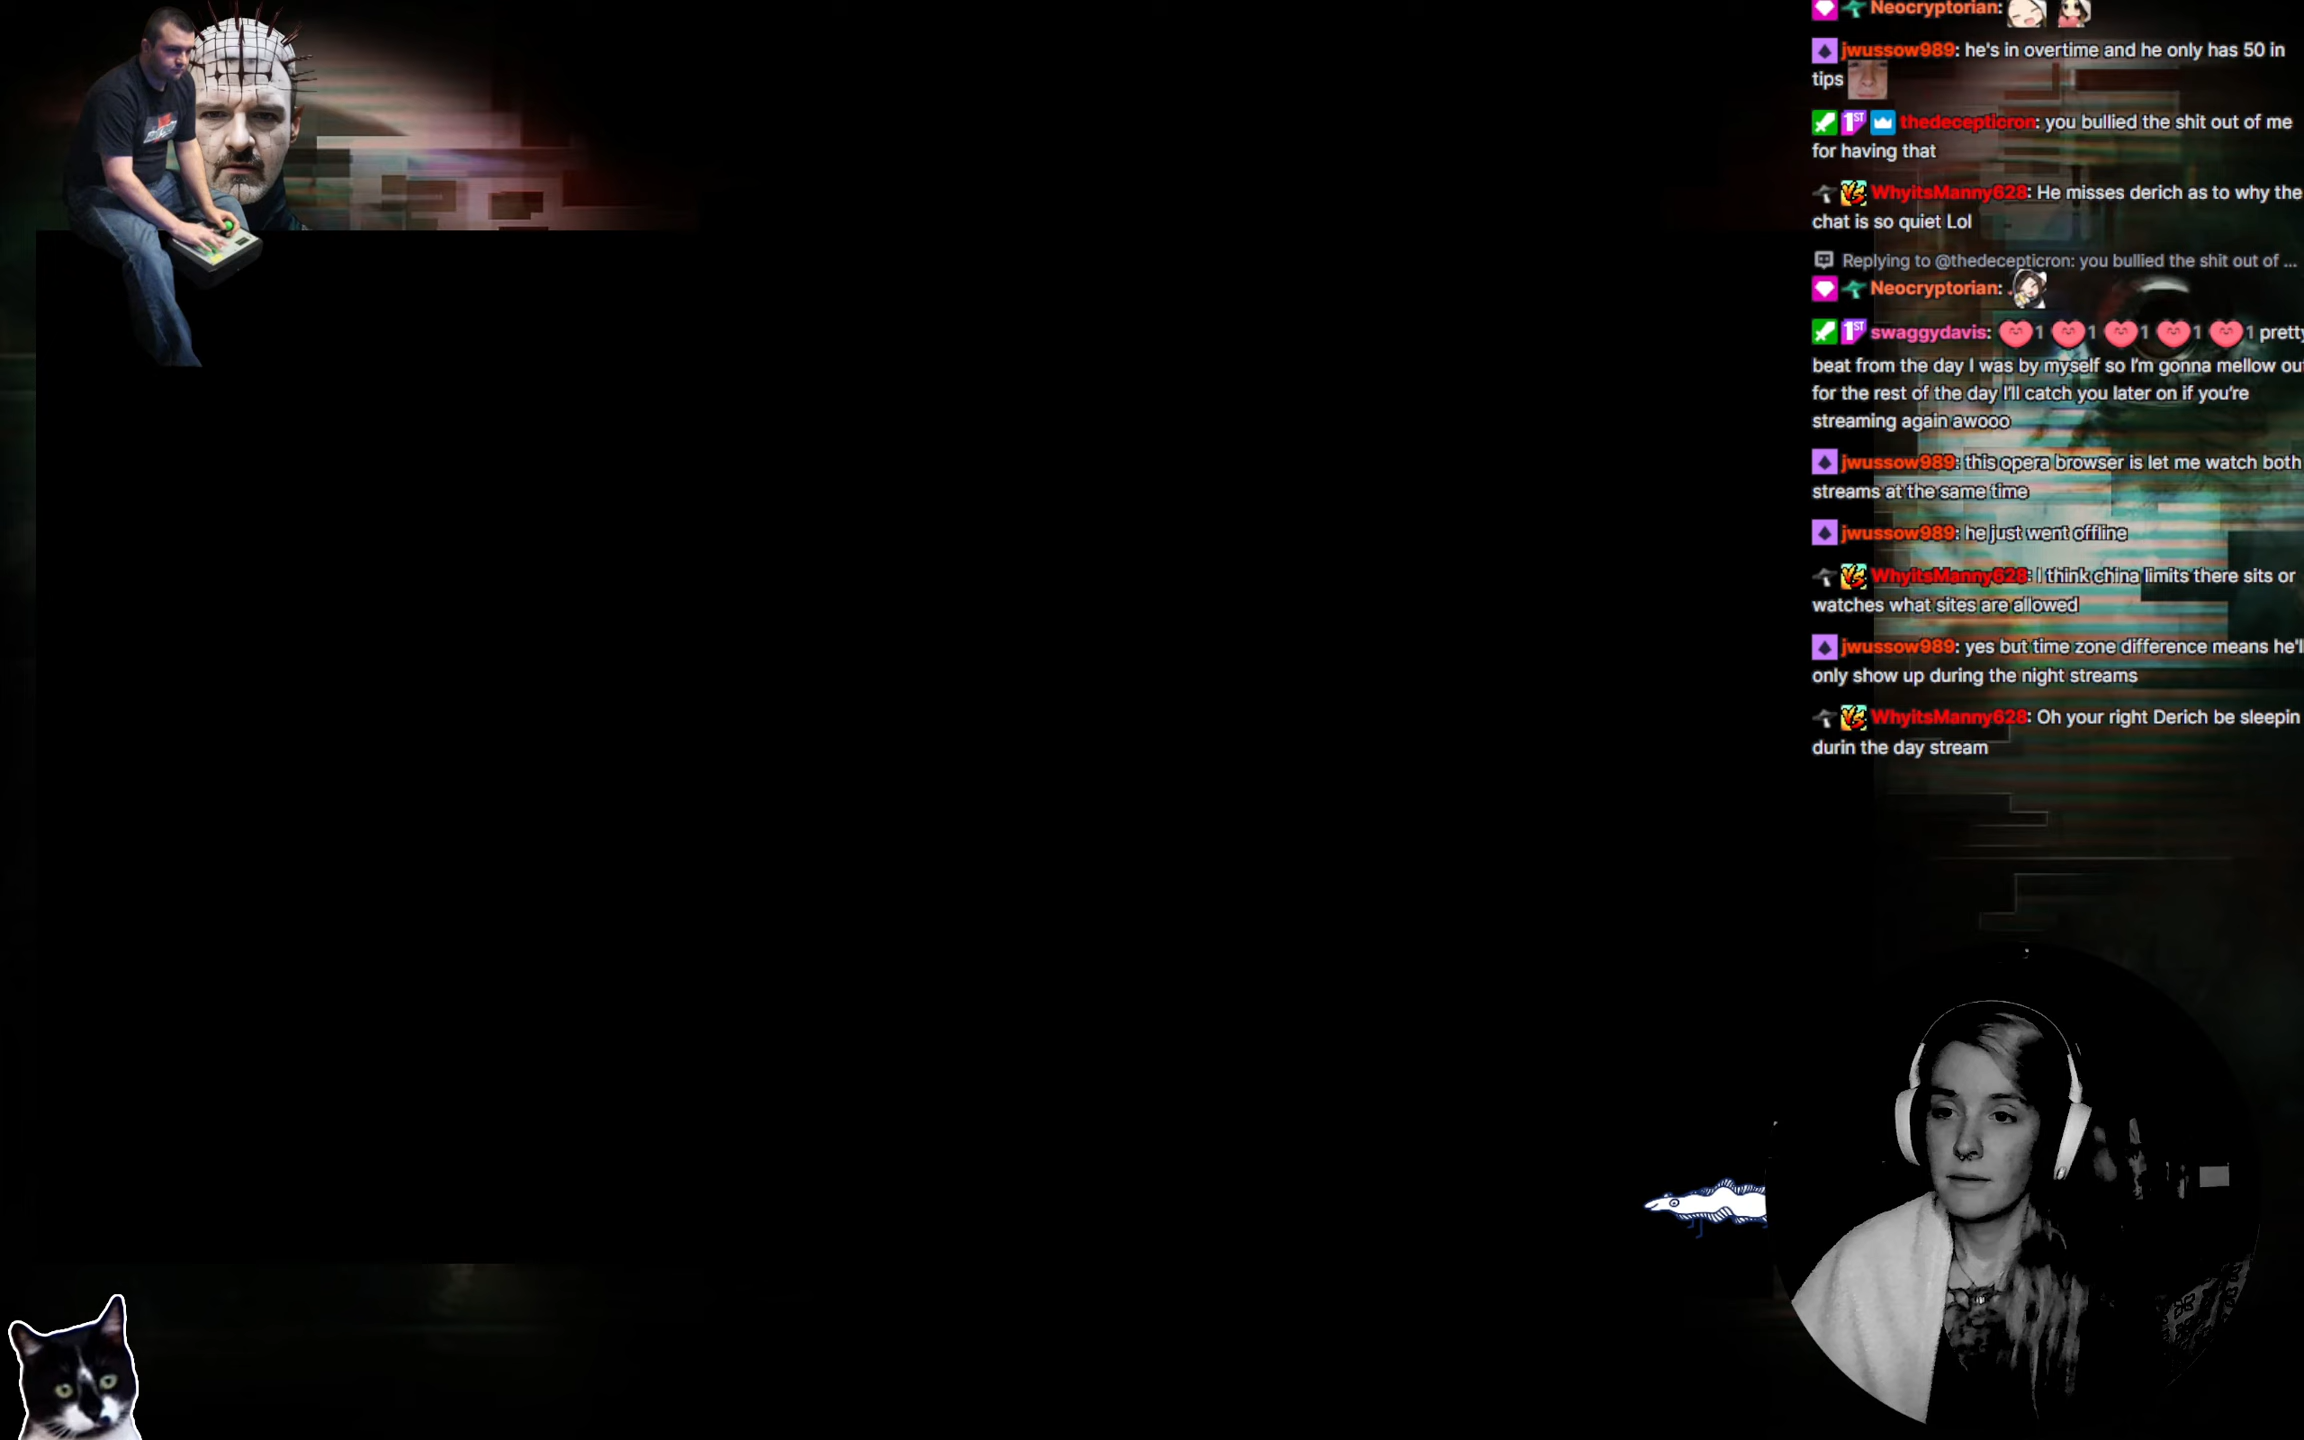 Neocryptorian:
jwussow989: he's in overtime and he only has 50 in
tips
1ST thedecepticron: you bullied the shit out of me
for having that
VS WhyitsManny628: He misses derich as to why the
chat is so quiet Lol
Replying to @thedecepticron: you bullied the shit out of ...
Neocryptorian:
1ST swaggydavis: 1 1 1 1 1 pretty
beat from the day I was by myself so I'm gonna mellow out
for the rest of the day I'll catch you later on if you're
streaming again awooo
jwussow989: this opera browser is let me watch both
streams at the same time
jwussow989: he just went offline
VS WhyitsManny628: I think china limits there sits or
watches what sites are allowed
jwussow989: yes but time zone difference means he'll
only show up during the night streams
VS WhyitsManny628: Oh your right Derich be sleepin
durin the day stream